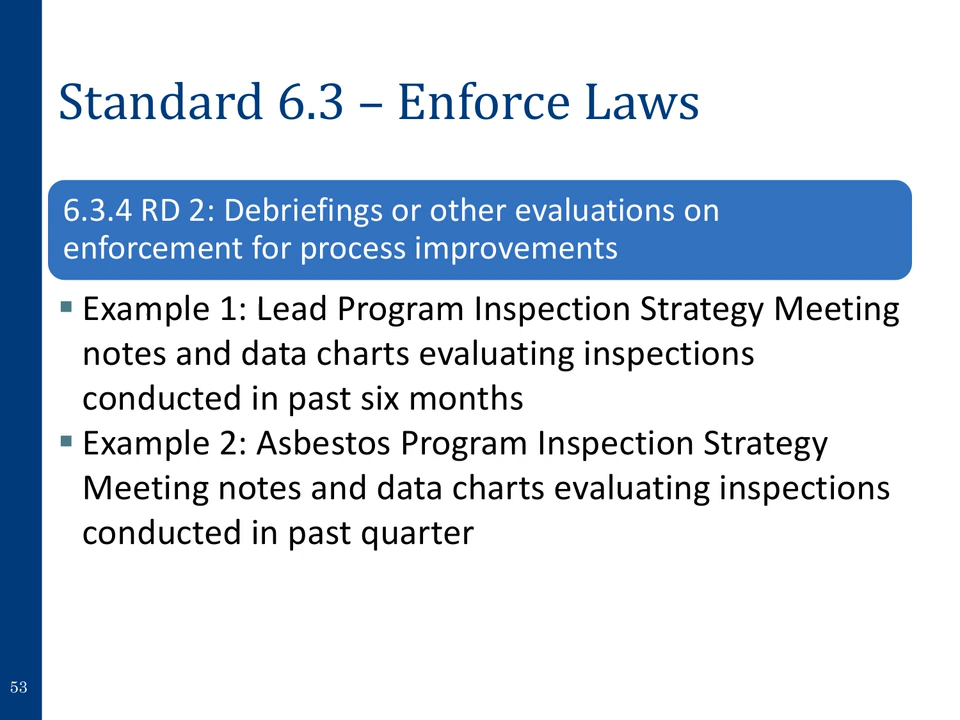 Standard 6.3 – Enforce Laws
6.3.4 RD 2: Debriefings or other evaluations on
enforcement for process improvements
▪ Example 1: Lead Program Inspection Strategy Meeting
notes and data charts evaluating inspections
conducted in past six months
▪ Example 2: Asbestos Program Inspection Strategy
Meeting notes and data charts evaluating inspections
conducted in past quarter
53